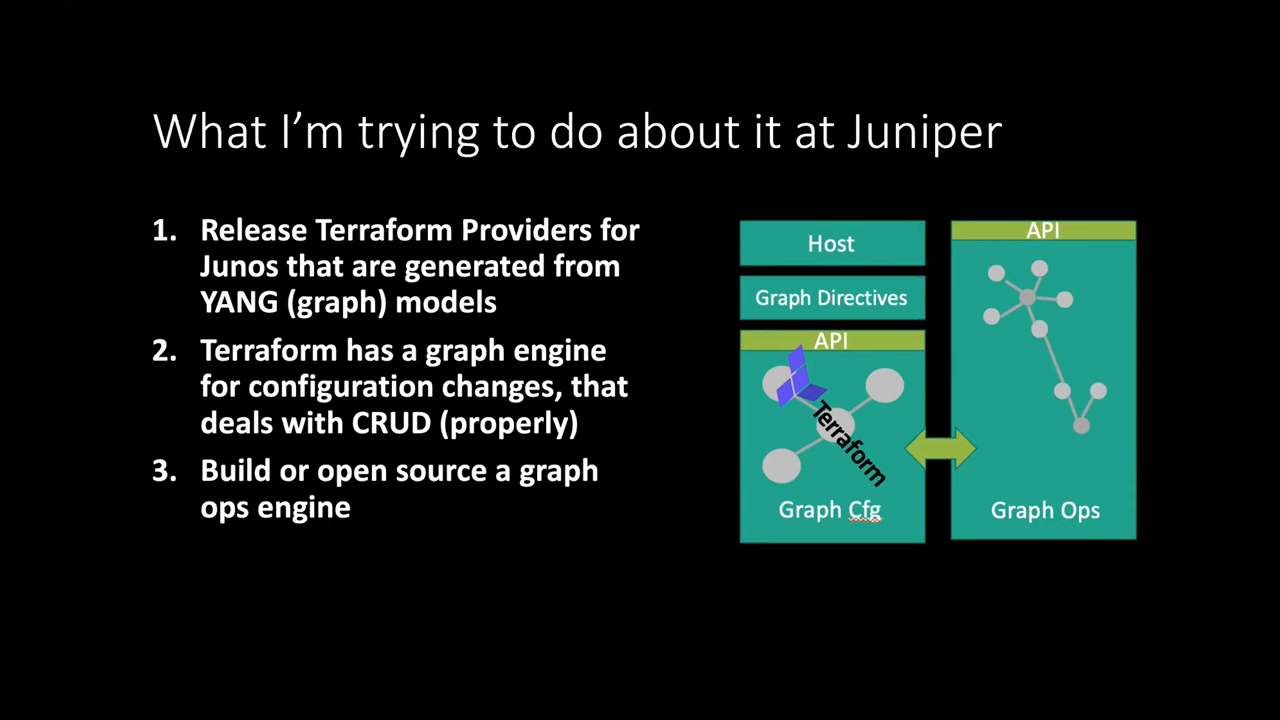 What I'm trying to do about it at Juniper
1. Release Terraform Providers for
Junos that are generated from
YANG (graph) models
2. Terraform has a graph engine
for configuration changes, that
deals with CRUD (properly)
3. Build or open source a graph
ops engine
Host
Graph Directives
API
Terraform
Graph Cfg
API
Graph Ops